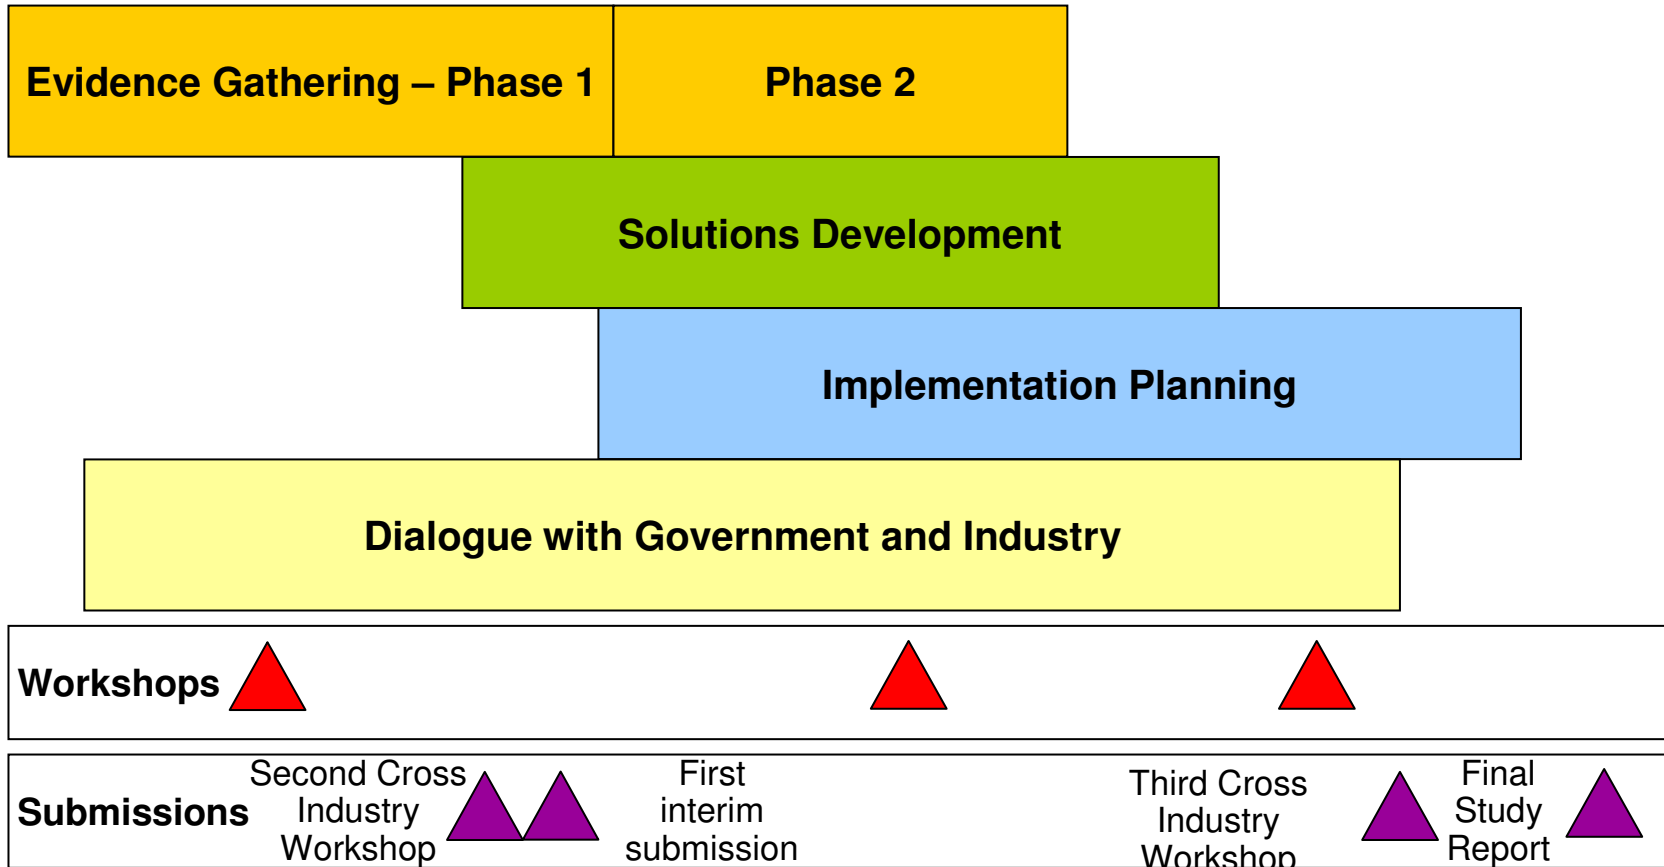 Evidence Gathering – Phase 1
Phase 2
Solutions Development
Implementation Planning
Dialogue with Government and Industry
Workshops
Submissions
Second Cross
Industry
Workshop
First
interim
submission
Third Cross
Industry
Workshop
Final
Study
Report